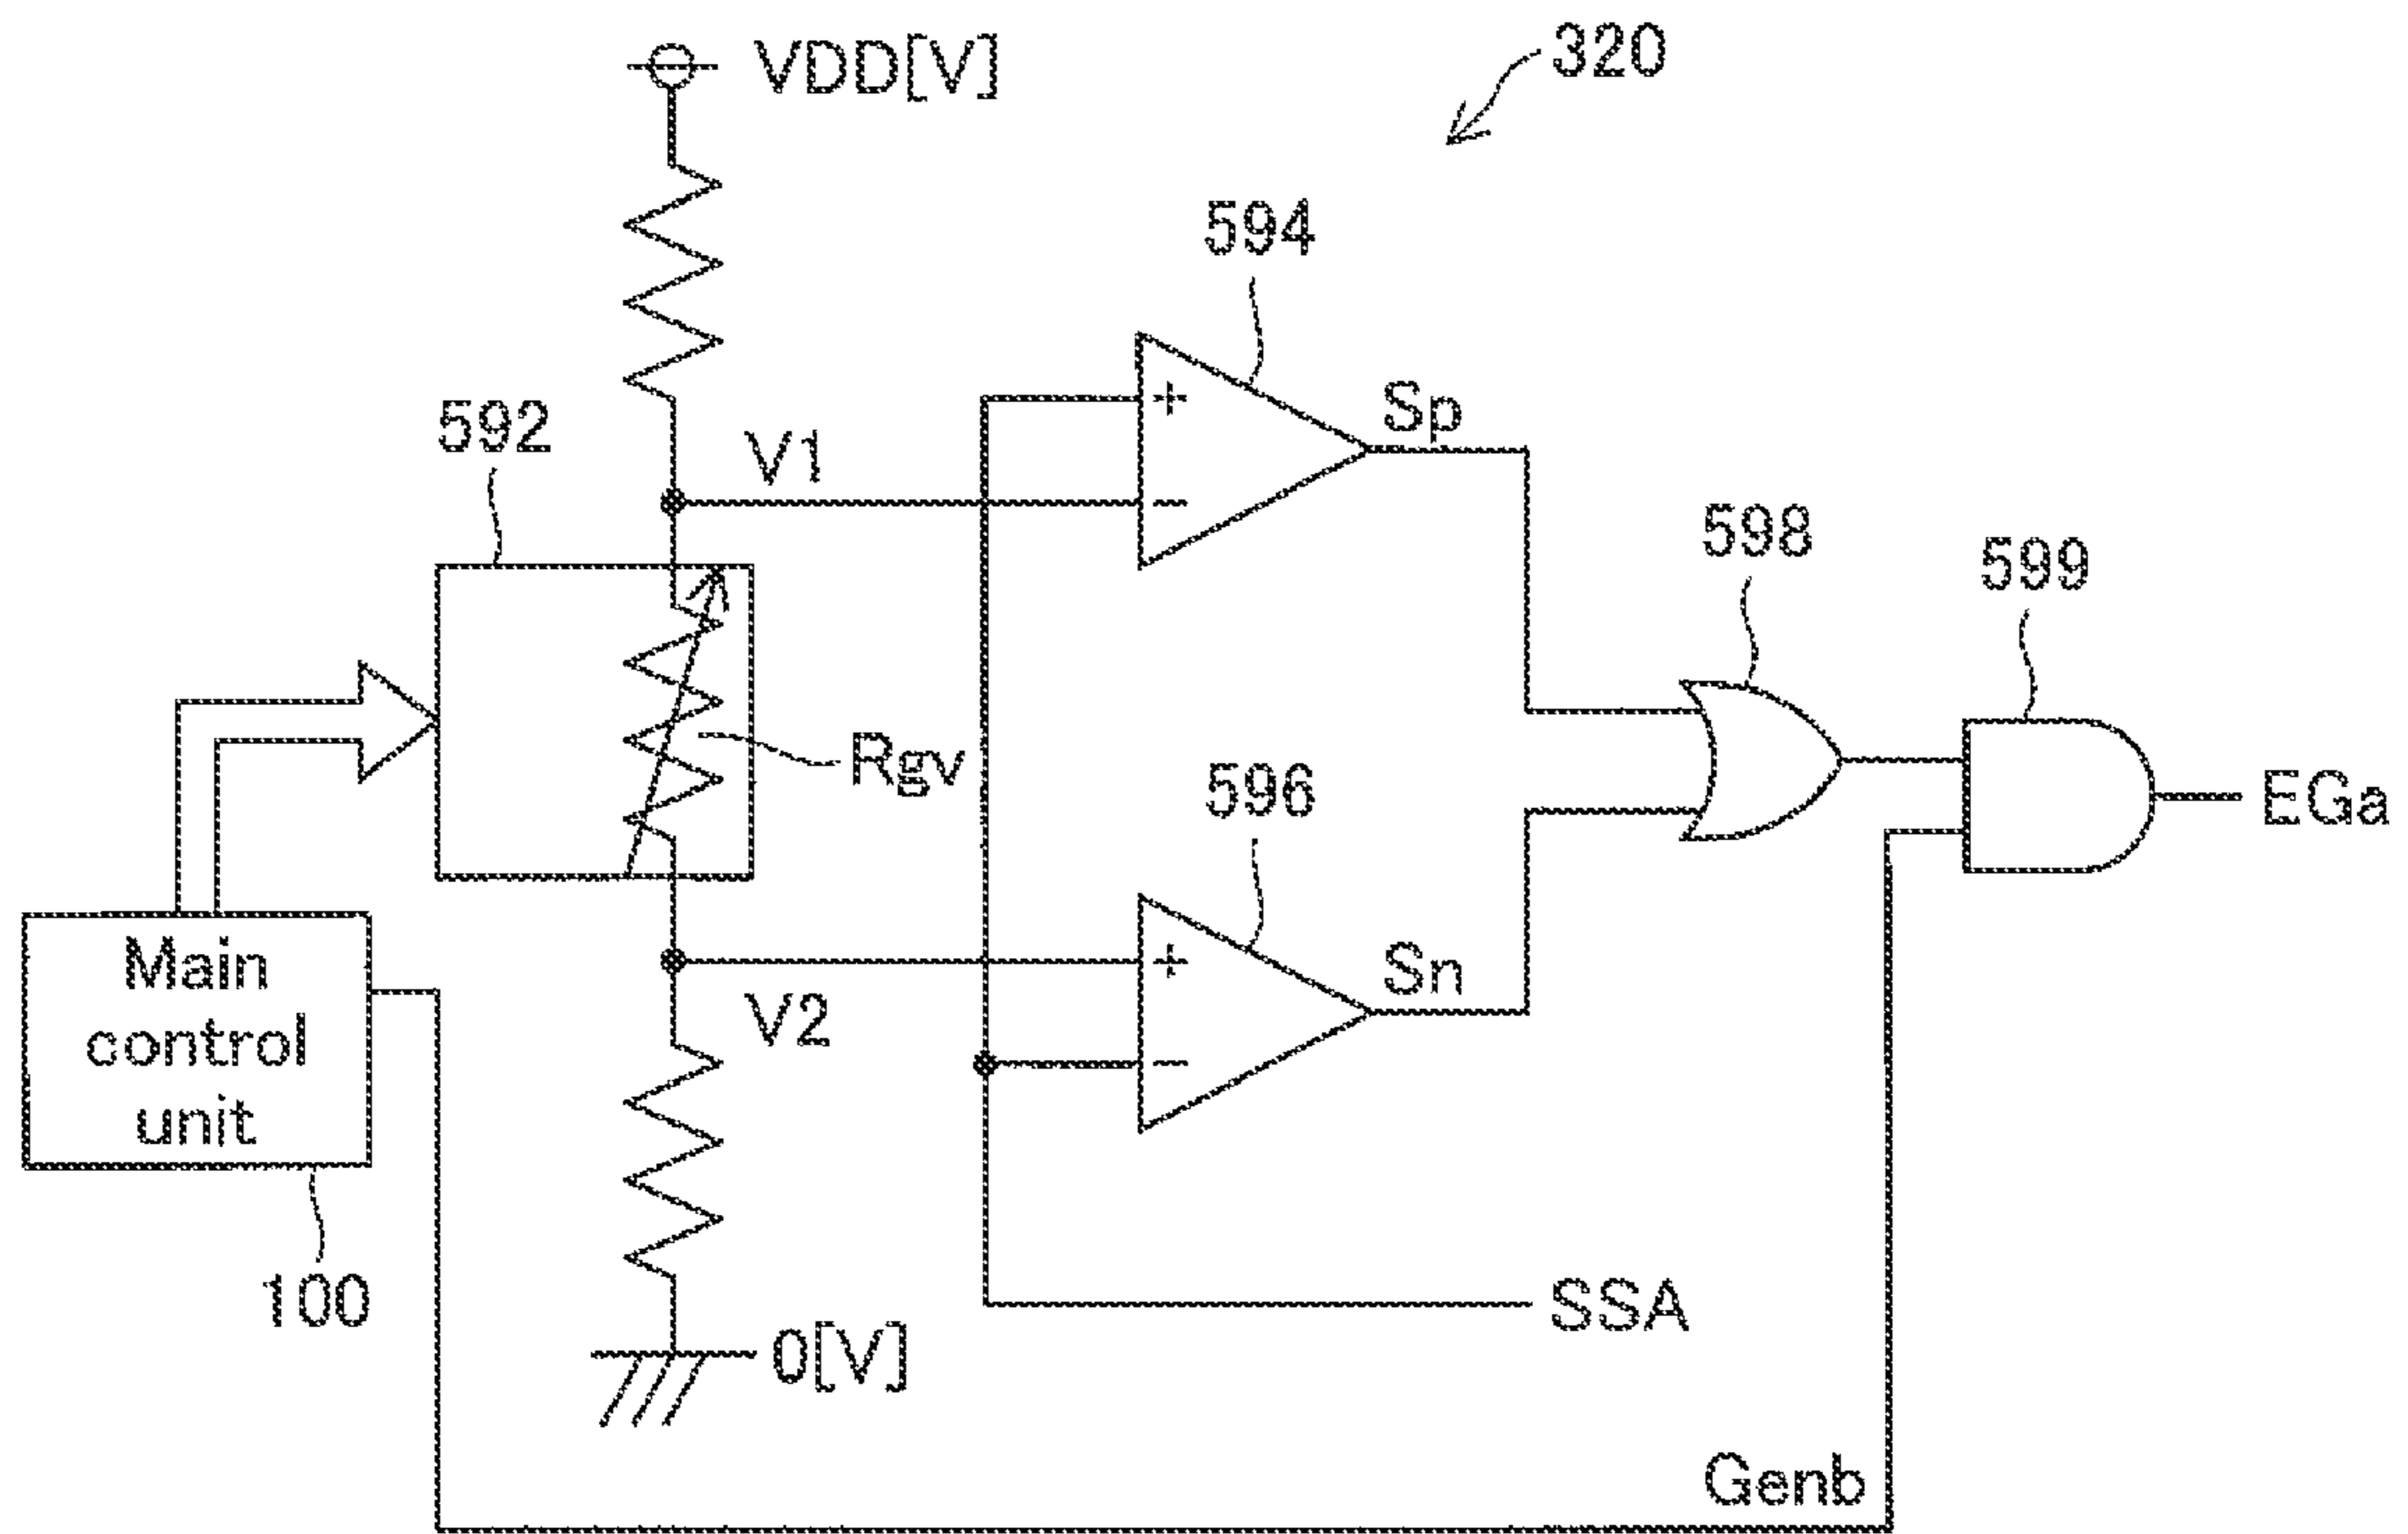 VDD[V]
320
594
592
V1
+
Sp
−
598
599
Rgv
596
EGa
Main
control
unit
V2
+
Sn
−
100
SSA
0[V]
Genb